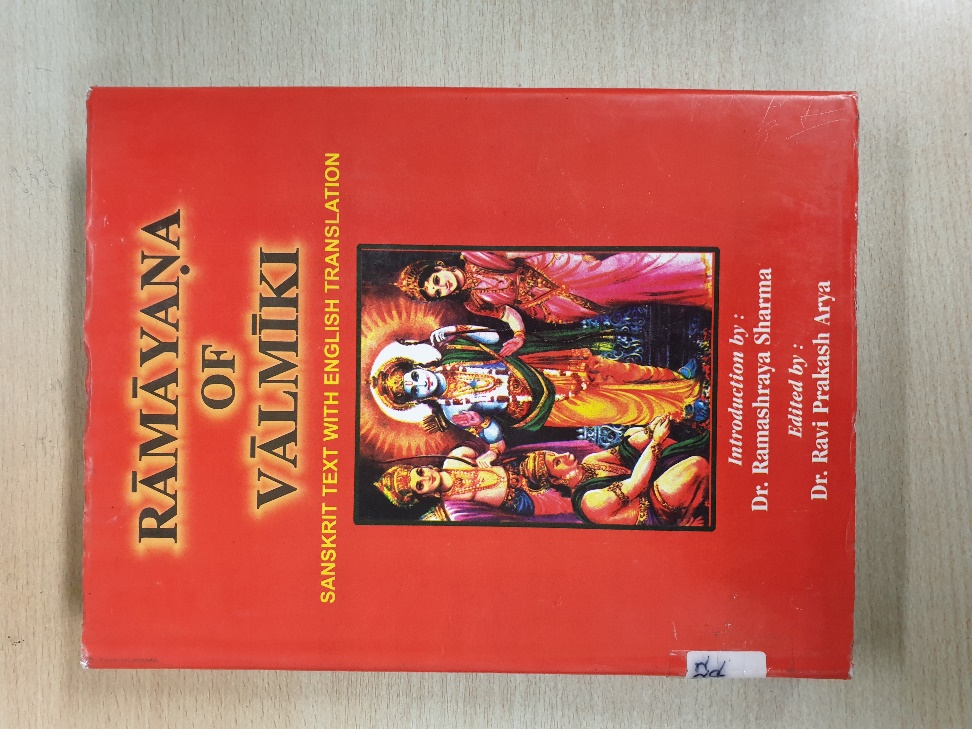 RĀMĀYAṆA
OF
VĀLMĪKI
SANSKRIT TEXT WITH ENGLISH TRANSLATION
Introduction by :
Dr. Ramashraya Sharma
Edited by :
Dr. Ravi Prakash Arya